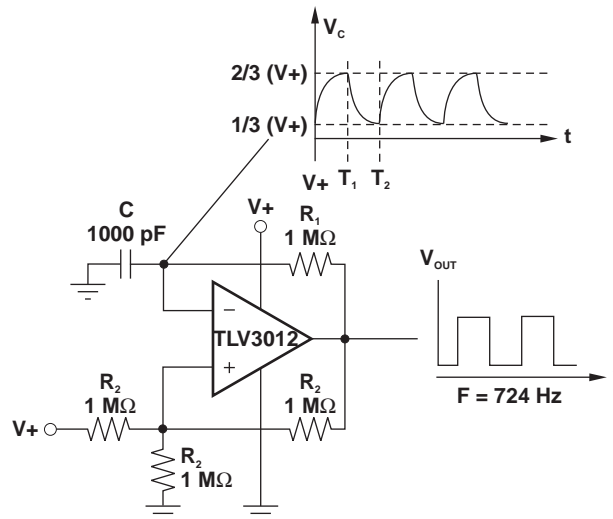 V_C
2/3 (V+)
1/3 (V+)
t
V+ T_1 T_2
C
1000 pF
V+
R_1
1 MΩ
V_OUT
−
TLV3012
+
F = 724 Hz
R_2
1 MΩ
R_2
1 MΩ
V+
R_2
1 MΩ